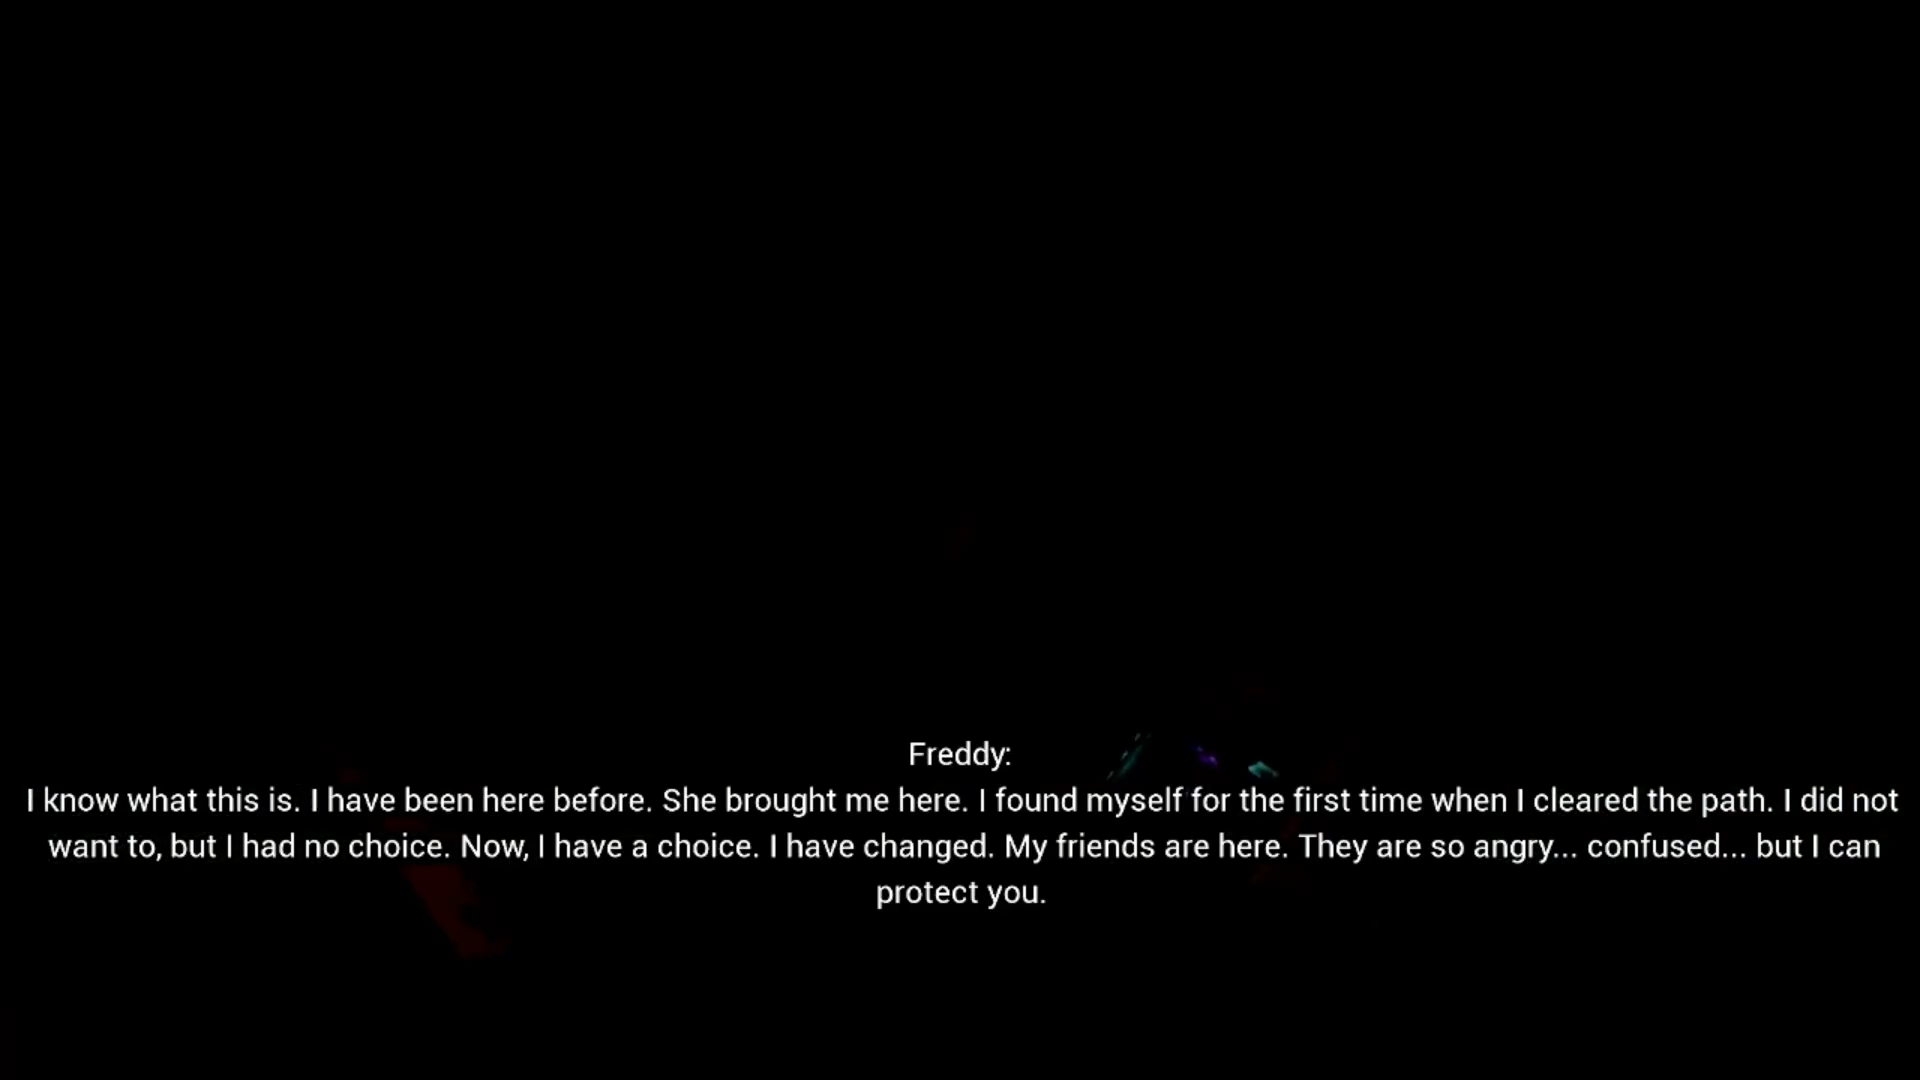 Freddy:
I know what this is. I have been here before. She brought me here. I found myself for the first time when I cleared the path. I did not
want to, but I had no choice. Now, I have a choice. I have changed. My friends are here. They are so angry... confused... but I can
protect you.